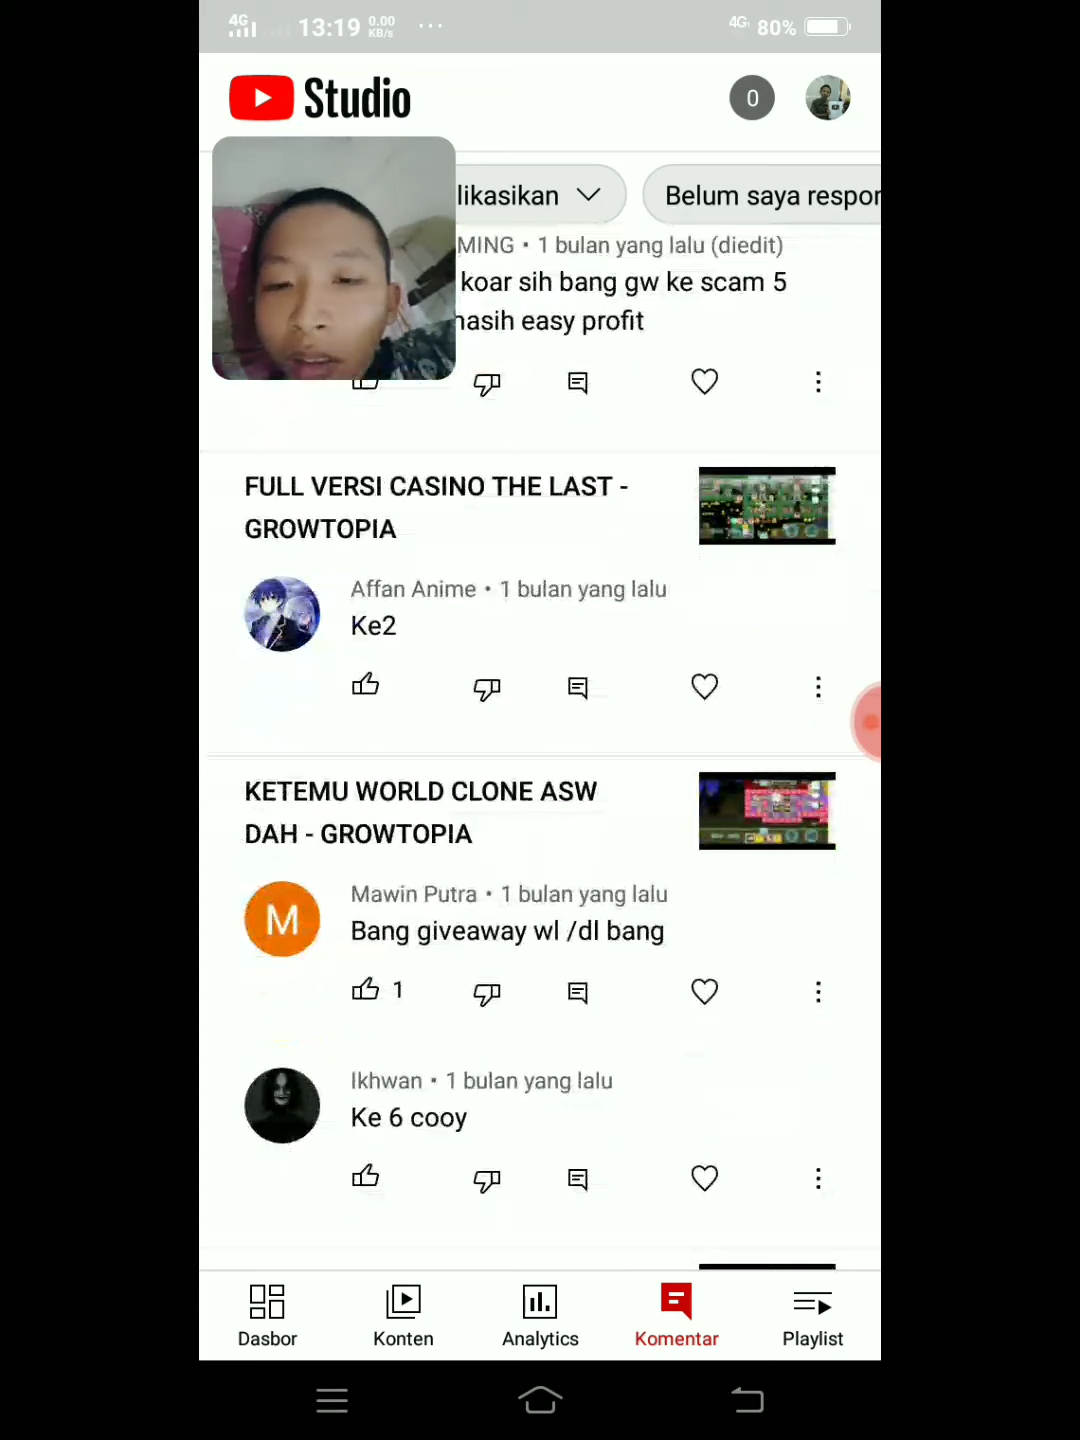 4G 13:19 0.00 KB/s ... 4G 80%
Studio
0
likasikan
Belum saya respon
MING • 1 bulan yang lalu (diedit)
koar sih bang gw ke scam 5
nasih easy profit
FULL VERSI CASINO THE LAST -
GROWTOPIA
Affan Anime • 1 bulan yang lalu
Ke2
KETEMU WORLD CLONE ASW
DAH - GROWTOPIA
M
Mawin Putra • 1 bulan yang lalu
Bang giveaway wl /dl bang
1
Ikhwan • 1 bulan yang lalu
Ke 6 cooy
Dasbor
Konten
Analytics
Komentar
Playlist